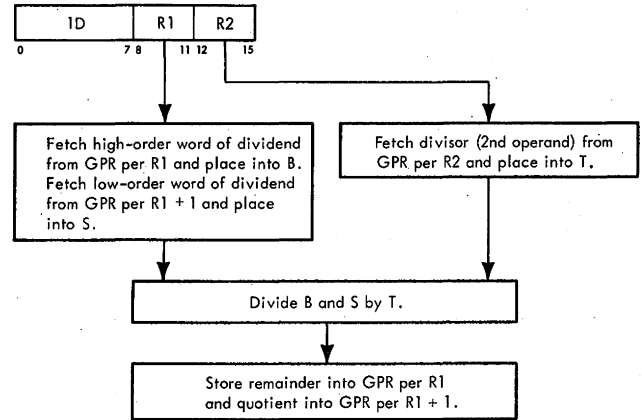 1D R1 R2
0 7 8 11 12 15
Fetch high-order word of dividend
from GPR per R1 and place into B.
Fetch low-order word of dividend
from GPR per R1 + 1 and place
into S.
Fetch divisor (2nd operand) from
GPR per R2 and place into T.
Divide B and S by T.
Store remainder into GPR per R1
and quotient into GPR per R1 + 1.